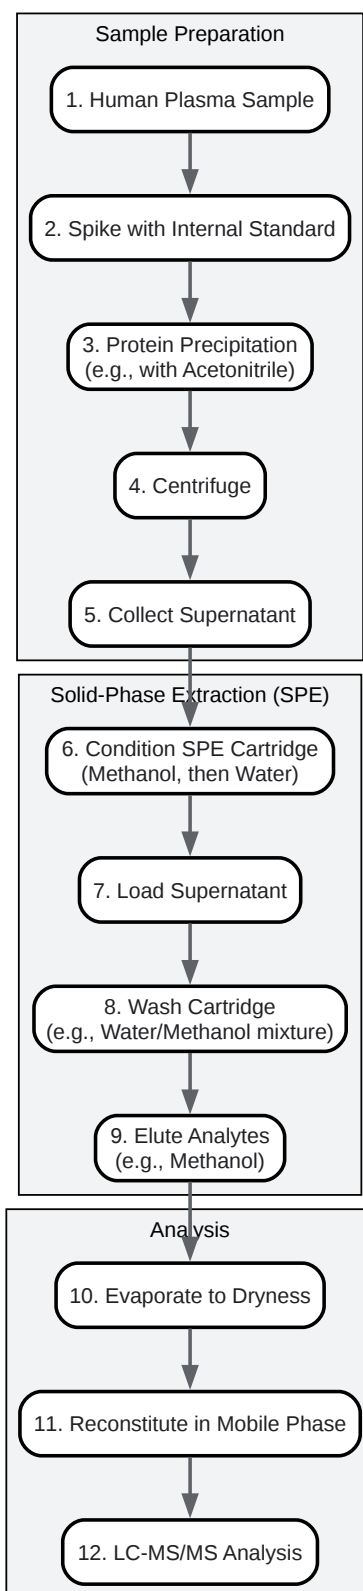 Sample Preparation
1. Human Plasma Sample
2. Spike with Internal Standard
3. Protein Precipitation
(e.g., with Acetonitrile)
4. Centrifuge
5. Collect Supernatant
Solid-Phase Extraction (SPE)
6. Condition SPE Cartridge
(Methanol, then Water)
7. Load Supernatant
8. Wash Cartridge
(e.g., Water/Methanol mixture)
9. Elute Analytes
(e.g., Methanol)
Analysis
10. Evaporate to Dryness
11. Reconstitute in Mobile Phase
12. LC-MS/MS Analysis